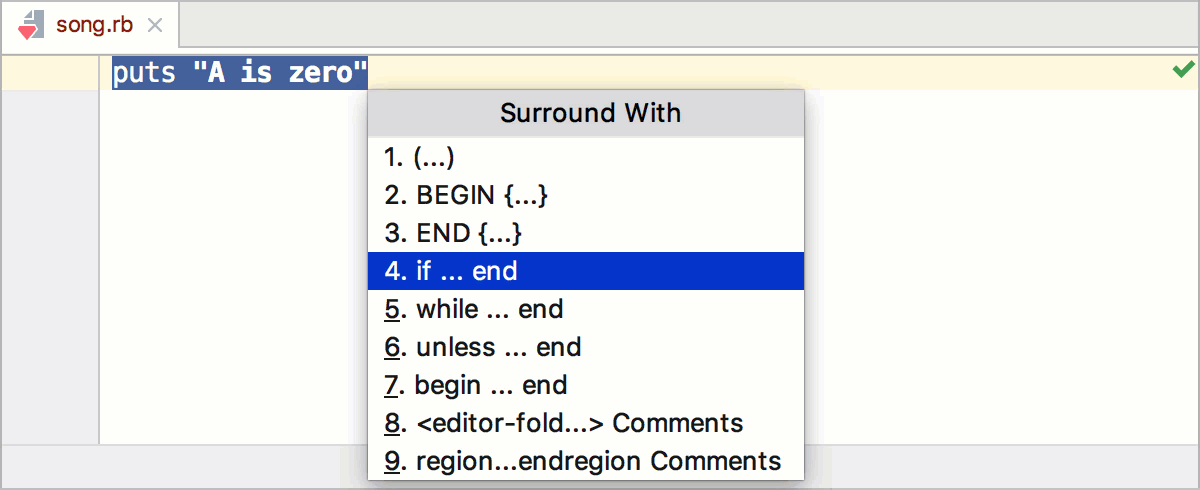 song.rb
puts "A is zero"
Surround With
1. (...)
2. BEGIN {...}
3. END {...}
4. if ... end
5. while ... end
6. unless ... end
7. begin ... end
8. <editor-fold...> Comments
9. region...endregion Comments